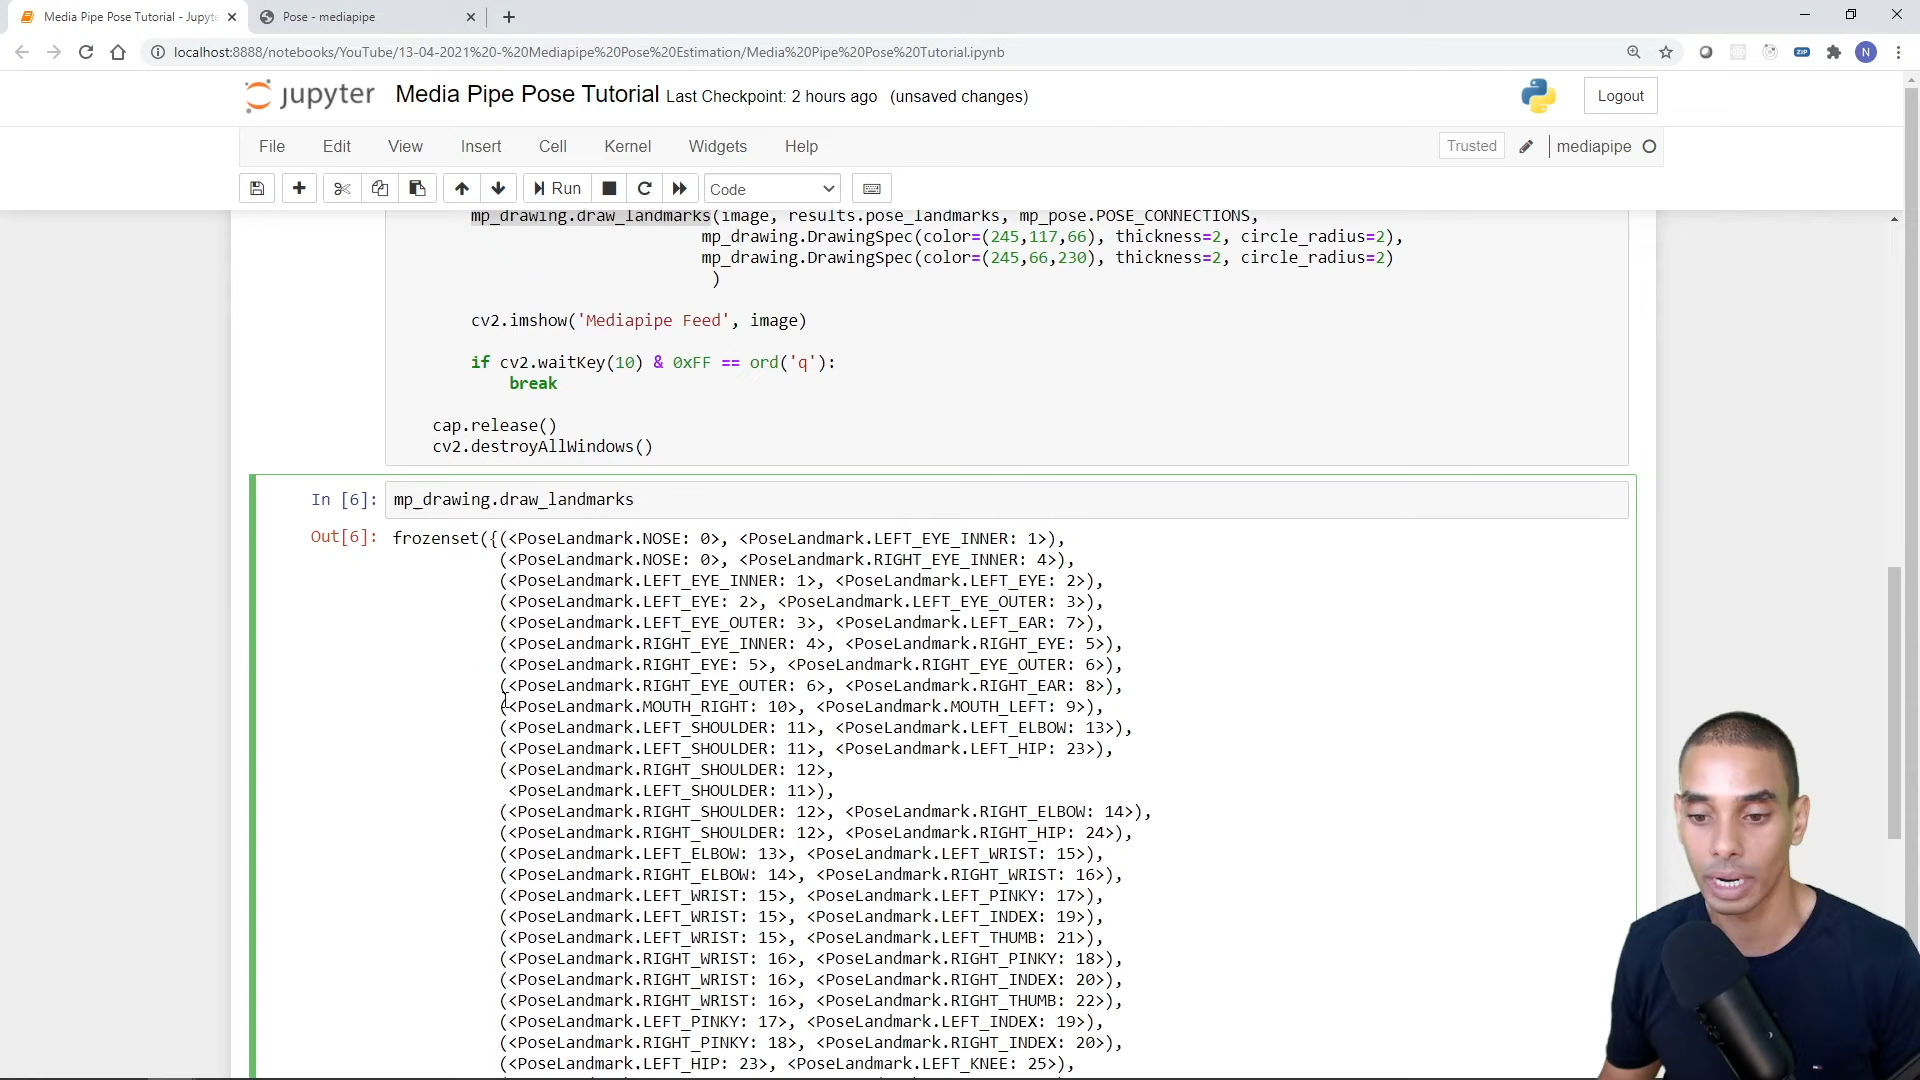 Media Pipe Pose Tutorial - Jupyte
Pose - mediapipe
localhost:8888/notebooks/YouTube/13-04-2021%20-%20Mediapipe%20Pose%20Estimation/Media%20Pipe%20Pose%20Tutorial.ipynb
ZIP
N
jupyter Media Pipe Pose Tutorial Last Checkpoint: 2 hours ago (unsaved changes)
Logout
File Edit View Insert Cell Kernel Widgets Help
Trusted mediapipe
Run Code
mp_drawing.draw_landmarks(image, results.pose_landmarks, mp_pose.POSE_CONNECTIONS,
mp_drawing.DrawingSpec(color=(245,117,66), thickness=2, circle_radius=2),
mp_drawing.DrawingSpec(color=(245,66,230), thickness=2, circle_radius=2)
)
cv2.imshow('Mediapipe Feed', image)
if cv2.waitKey(10) & 0xFF == ord('q'):
break
cap.release()
cv2.destroyAllWindows()
In [6]: mp_drawing.draw_landmarks
Out[6]: frozenset({(<PoseLandmark.NOSE: 0>, <PoseLandmark.LEFT_EYE_INNER: 1>),
(<PoseLandmark.NOSE: 0>, <PoseLandmark.RIGHT_EYE_INNER: 4>),
(<PoseLandmark.LEFT_EYE_INNER: 1>, <PoseLandmark.LEFT_EYE: 2>),
(<PoseLandmark.LEFT_EYE: 2>, <PoseLandmark.LEFT_EYE_OUTER: 3>),
(<PoseLandmark.LEFT_EYE_OUTER: 3>, <PoseLandmark.LEFT_EAR: 7>),
(<PoseLandmark.RIGHT_EYE_INNER: 4>, <PoseLandmark.RIGHT_EYE: 5>),
(<PoseLandmark.RIGHT_EYE: 5>, <PoseLandmark.RIGHT_EYE_OUTER: 6>),
(<PoseLandmark.RIGHT_EYE_OUTER: 6>, <PoseLandmark.RIGHT_EAR: 8>),
(<PoseLandmark.MOUTH_RIGHT: 10>, <PoseLandmark.MOUTH_LEFT: 9>),
(<PoseLandmark.LEFT_SHOULDER: 11>, <PoseLandmark.LEFT_ELBOW: 13>),
(<PoseLandmark.LEFT_SHOULDER: 11>, <PoseLandmark.LEFT_HIP: 23>),
(<PoseLandmark.RIGHT_SHOULDER: 12>,
<PoseLandmark.LEFT_SHOULDER: 11>),
(<PoseLandmark.RIGHT_SHOULDER: 12>, <PoseLandmark.RIGHT_ELBOW: 14>),
(<PoseLandmark.RIGHT_SHOULDER: 12>, <PoseLandmark.RIGHT_HIP: 24>),
(<PoseLandmark.LEFT_ELBOW: 13>, <PoseLandmark.LEFT_WRIST: 15>),
(<PoseLandmark.RIGHT_ELBOW: 14>, <PoseLandmark.RIGHT_WRIST: 16>),
(<PoseLandmark.LEFT_WRIST: 15>, <PoseLandmark.LEFT_PINKY: 17>),
(<PoseLandmark.LEFT_WRIST: 15>, <PoseLandmark.LEFT_INDEX: 19>),
(<PoseLandmark.LEFT_WRIST: 15>, <PoseLandmark.LEFT_THUMB: 21>),
(<PoseLandmark.RIGHT_WRIST: 16>, <PoseLandmark.RIGHT_PINKY: 18>),
(<PoseLandmark.RIGHT_WRIST: 16>, <PoseLandmark.RIGHT_INDEX: 20>),
(<PoseLandmark.RIGHT_WRIST: 16>, <PoseLandmark.RIGHT_THUMB: 22>),
(<PoseLandmark.LEFT_PINKY: 17>, <PoseLandmark.LEFT_INDEX: 19>),
(<PoseLandmark.RIGHT_PINKY: 18>, <PoseLandmark.RIGHT_INDEX: 20>),
(<PoseLandmark.LEFT_HIP: 23>, <PoseLandmark.LEFT_KNEE: 25>),